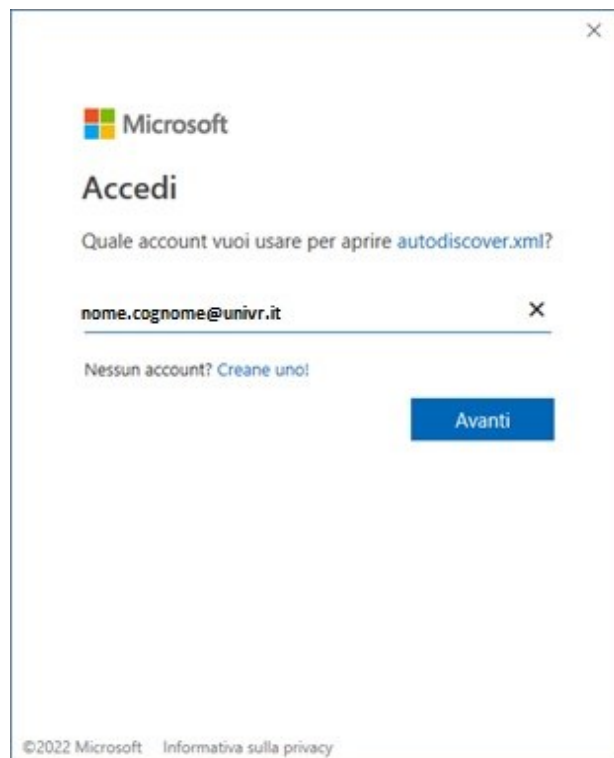 Microsoft
Accedi
Quale account vuoi usare per aprire autodiscover.xml?
nome.cognome@univr.it
Nessun account? Creane uno!
Avanti
©2022 Microsoft Informativa sulla privacy